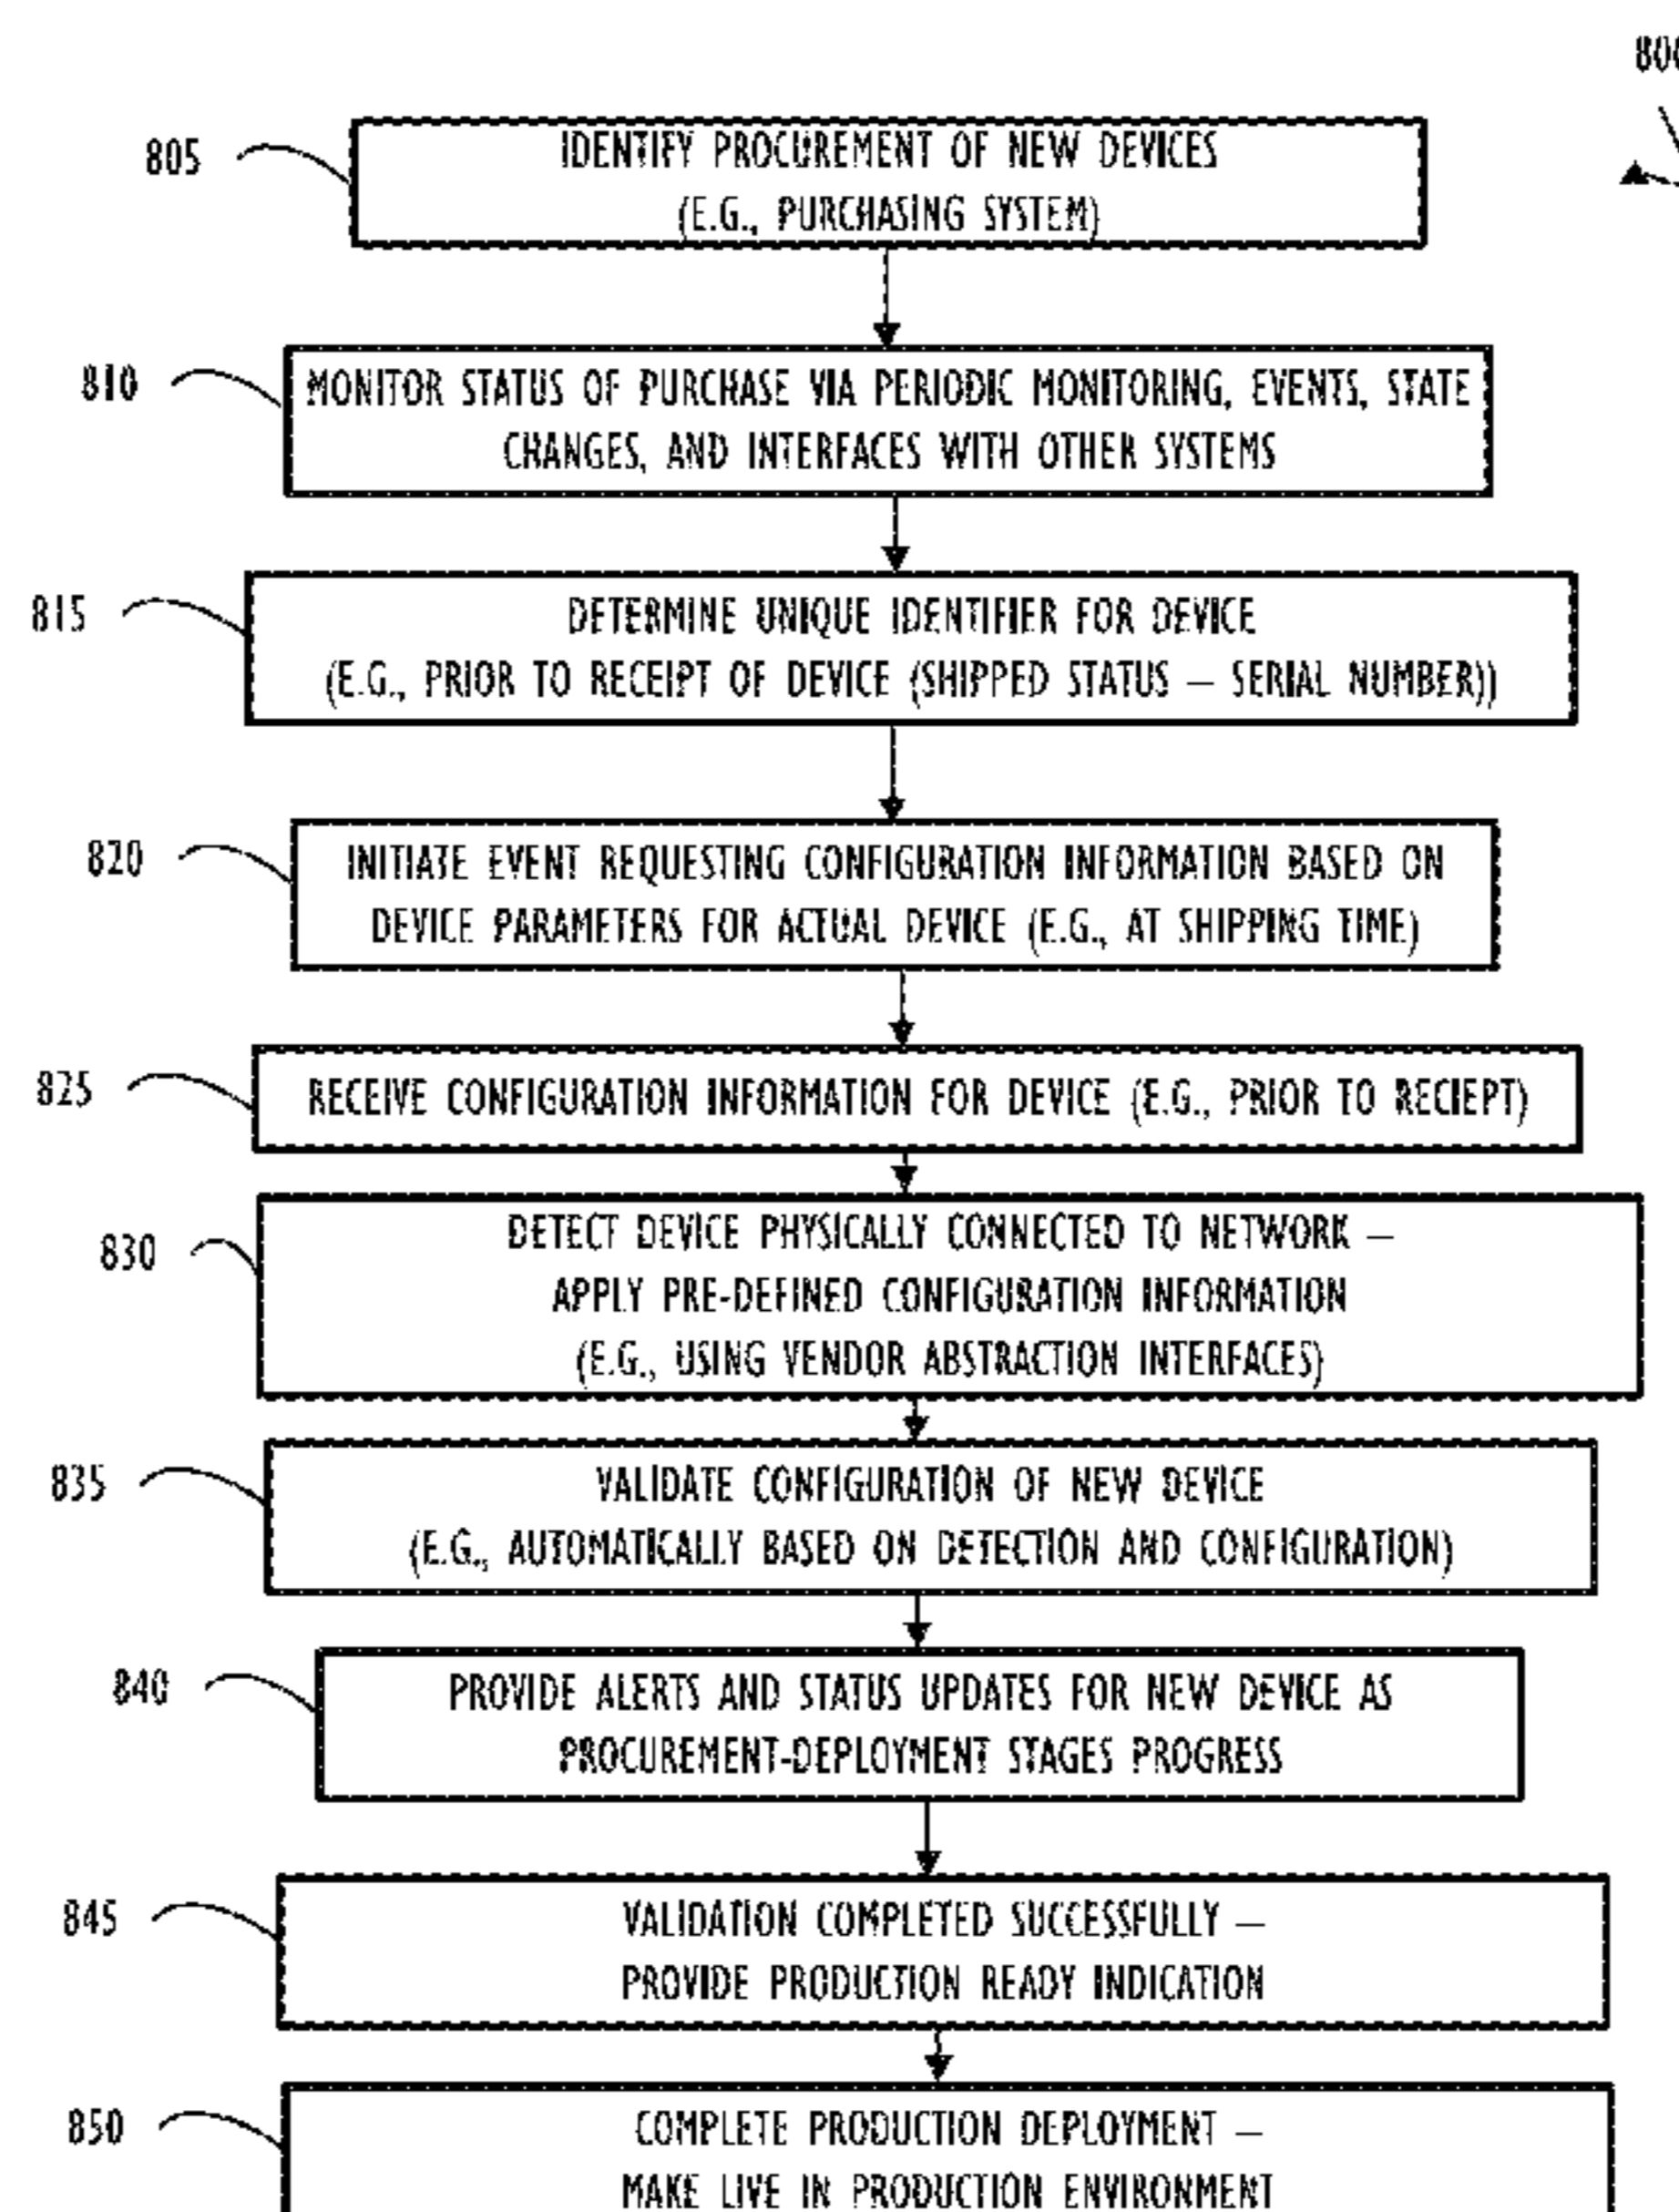 800
805
IDENTIFY PROCUREMENT OF NEW DEVICES
(E.G., PURCHASING SYSTEM)
810
MONITOR STATUS OF PURCHASE VIA PERIODIC MONITORING, EVENTS, STATE
CHANGES, AND INTERFACES WITH OTHER SYSTEMS
815
DETERMINE UNIQUE IDENTIFIER FOR DEVICE
(E.G., PRIOR TO RECEIPT OF DEVICE (SHIPPED STATUS – SERIAL NUMBER))
820
INITIATE EVENT REQUESTING CONFIGURATION INFORMATION BASED ON
DEVICE PARAMETERS FOR ACTUAL DEVICE (E.G., AT SHIPPING TIME)
825
RECEIVE CONFIGURATION INFORMATION FOR DEVICE (E.G., PRIOR TO RECIEPT)
830
DETECT DEVICE PHYSICALLY CONNECTED TO NETWORK –
APPLY PRE-DEFINED CONFIGURATION INFORMATION
(E.G., USING VENDOR ABSTRACTION INTERFACES)
835
VALIDATE CONFIGURATION OF NEW DEVICE
(E.G., AUTOMATICALLY BASED ON DETECTION AND CONFIGURATION)
840
PROVIDE ALERTS AND STATUS UPDATES FOR NEW DEVICE AS
PROCUREMENT-DEPLOYMENT STAGES PROGRESS
845
VALIDATION COMPLETED SUCCESSFULLY –
PROVIDE PRODUCTION READY INDICATION
850
COMPLETE PRODUCTION DEPLOYMENT –
MAKE LIVE IN PRODUCTION ENVIRONMENT